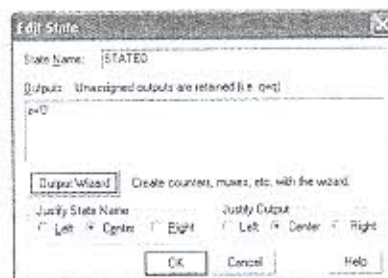 Edit State
State Name: STATE0
Outputs: Unassigned outputs are retained (i.e. q=q)
Output Wizard Create counters, muxes, etc. with the wizard.
Justify State Name Justify Output
Left Center Right Left Center Right
OK Cancel Help